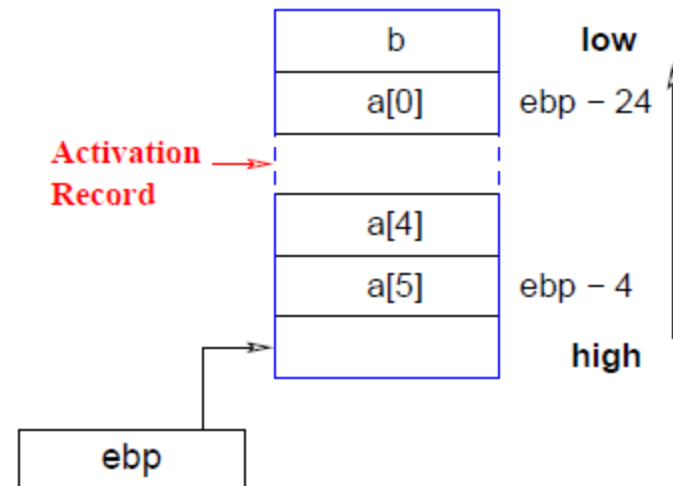 b
low
a[0]
ebp − 24
Activation
Record
a[4]
a[5]
ebp − 4
high
ebp